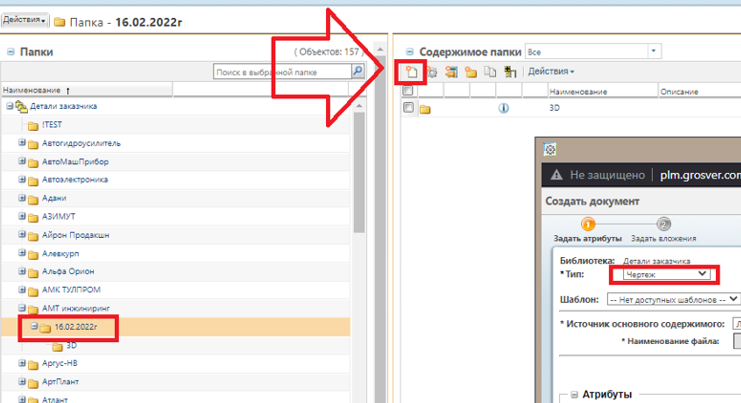 Действия
Папка - 16.02.2022г
Папки
( Объектов: 157 )
Поиск в выбранной папке
Наименование
Детали заказчика
!TEST
Автогидроусилитель
АвтоМашПрибор
Автоэлектроника
Адани
АЗИМУТ
Айрон Продакшн
Алевкурп
Альфа Орион
АМК ТУЛПРОМ
АМТ инжиниринг
16.02.2022г
3D
Аргус-НВ
АртПлант
Атлант
Содержимое папки
Все
Действия
Наименование
Описание
3D
Не защищено
plm.grosver.com
Создать документ
1
2
Задать атрибуты
Задать вложения
Библиотека: Детали заказчика
* Тип: Чертеж
Шаблон: -- Нет доступных шаблонов --
* Источник основного содержимого:
* Наименование файла:
Атрибуты